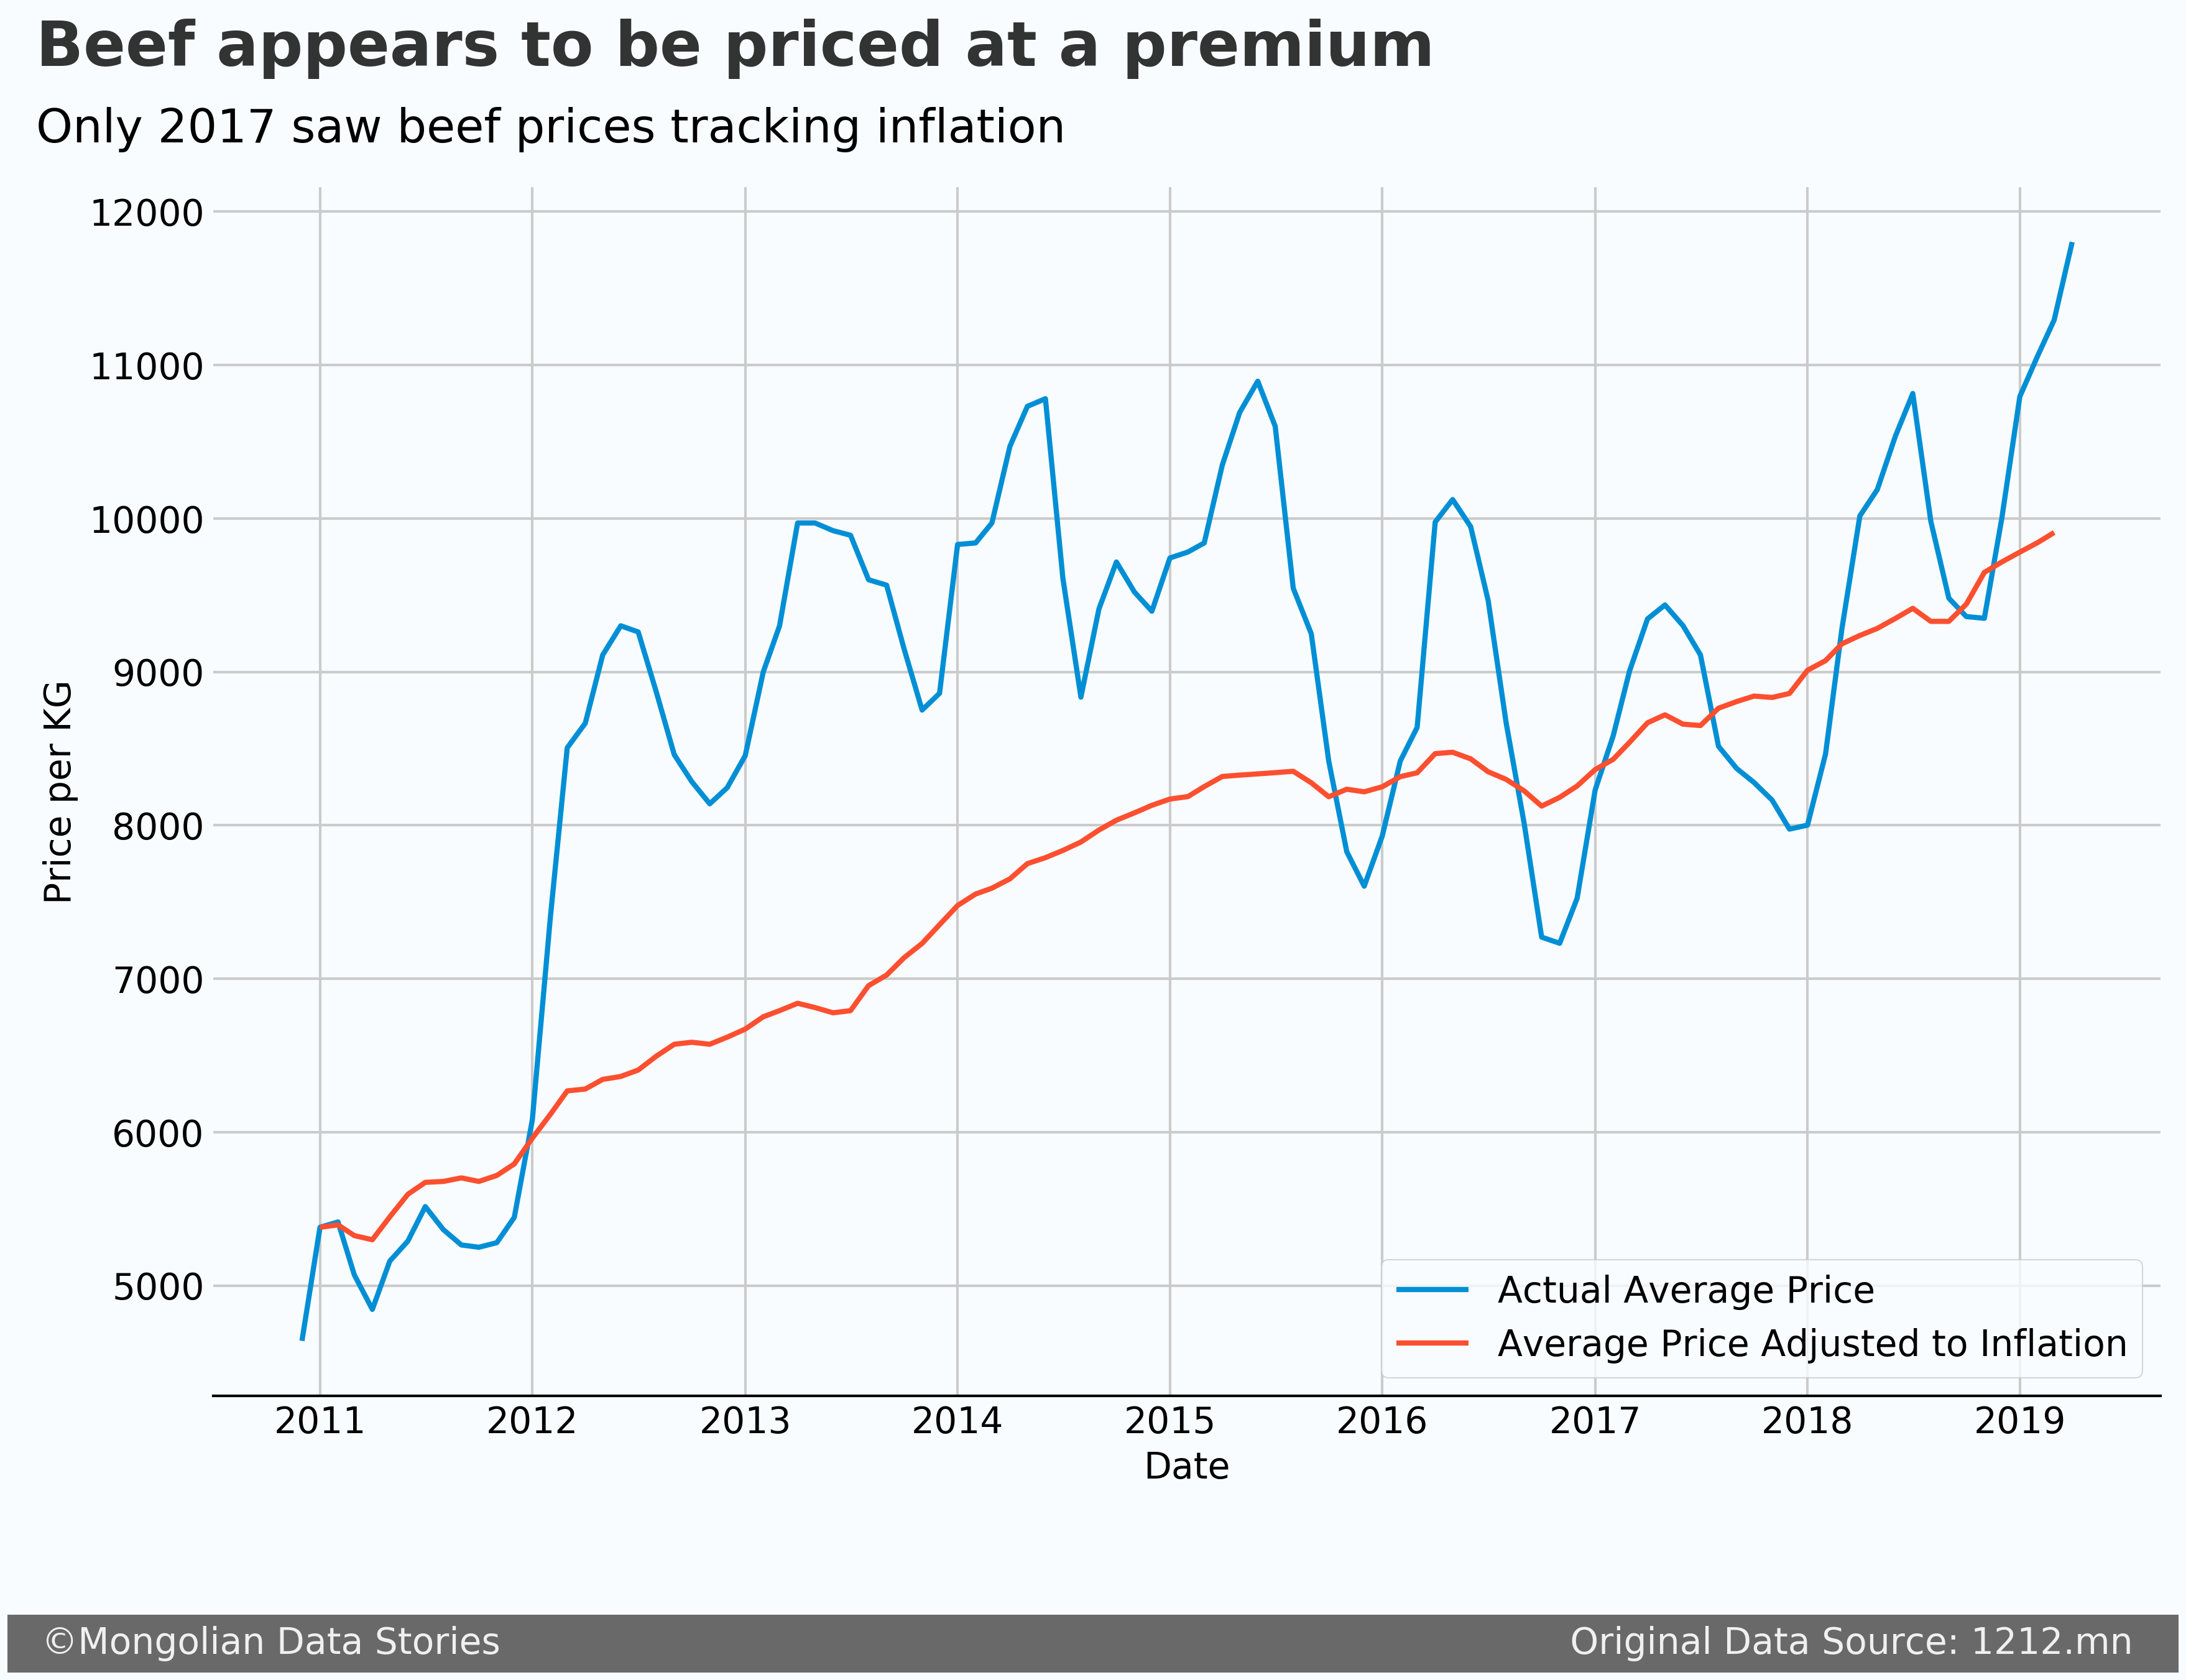 Beef appears to be priced at a premium
Only 2017 saw beef prices tracking inflation
12000
11000
10000
9000
8000
7000
6000
5000
Price per KG
Actual Average Price
Average Price Adjusted to Inflation
2011 2012 2013 2014 2015 2016 2017 2018 2019
Date
©Mongolian Data Stories Original Data Source: 1212.mn